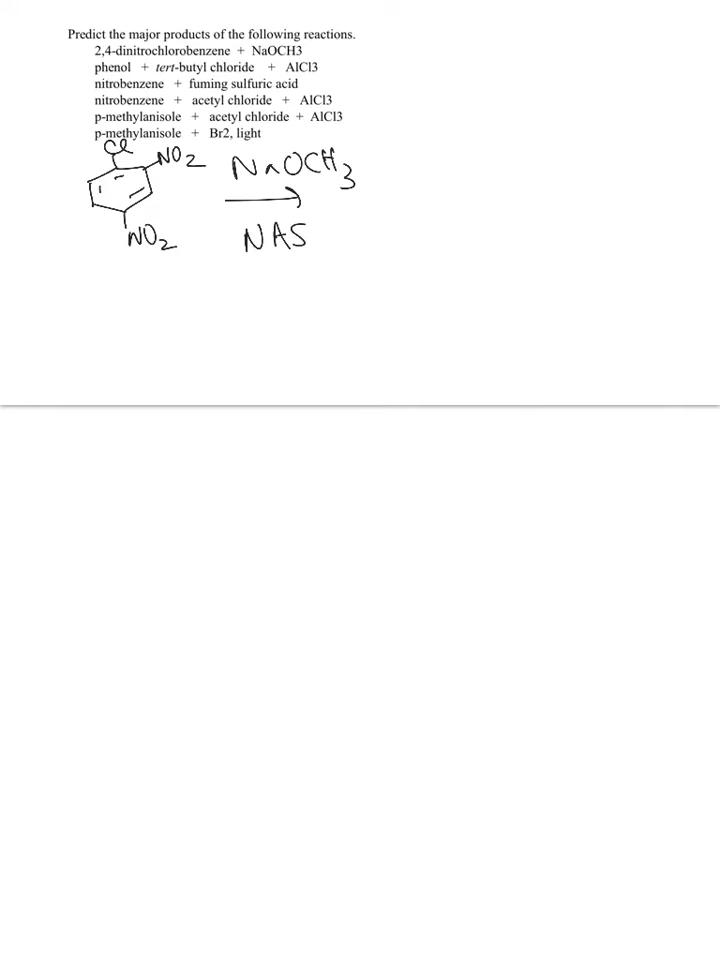 Predict the major products of the following reactions.
2,4-dinitrochlorobenzene + NaOCH3
phenol + tert-butyl chloride + AlCl3
nitrobenzene + fuming sulfuric acid
nitrobenzene + acetyl chloride + AlCl3
p-methylanisole + acetyl chloride + AlCl3
p-methylanisole + Br2, light
Cl
NO2 NaOCH3
NO2 NAS